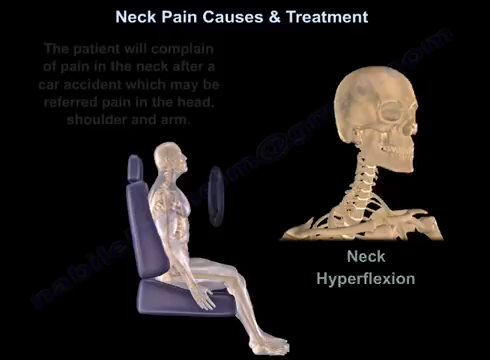 Neck Pain Causes & Treatment
The patient will complain
of pain in the neck after a
car accident which may be
referred pain in the head,
shoulder and arm.
Neck
Hyperflexion